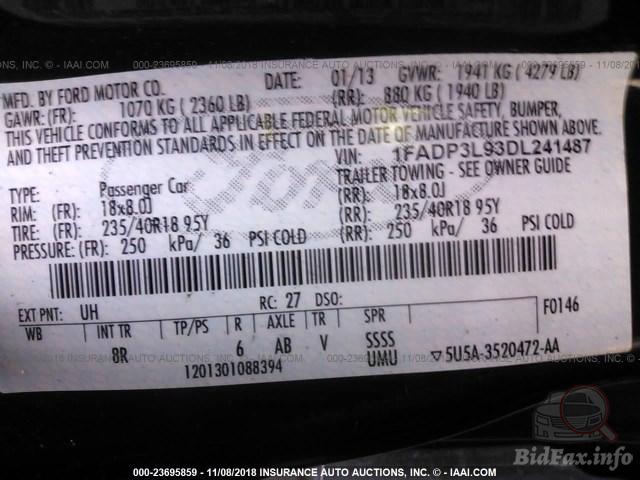 TION AUCTIONS, INC. - IAAI.COM 000-23695859 - 11/08/2018 INSURANCE AUTO AUCTIONS, INC. - IAAI.COM 000-23695859 - 11/08/2018 INSURANCE AUTO
MFD. BY FORD MOTOR CO. DATE: 01/13 GVWR: 1941 KG ( 4279 LB)
GAWR: (FR): 1070 KG ( 2360 LB) (RR): 880 KG ( 1940 LB)
THIS VEHICLE CONFORMS TO ALL APPLICABLE FEDERAL MOTOR VEHICLE SAFETY, BUMPER,
AND THEFT PREVENTION STANDARDS IN EFFECT ON THE DATE OF MANUFACTURE SHOWN ABOVE.
VIN: 1FADP3L93DL241487
TYPE: Passenger Car TRAILER TOWING - SEE OWNER GUIDE
RIM: (FR): 18x8.0J (RR): 18x8.0J
TIRE: (FR): 235/40R18 95Y (RR): 235/40R18 95Y
PRESSURE: (FR): 250 kPa/ 36 PSI COLD (RR): 250 kPa/ 36 PSI COLD
EXT PNT: UH RC: 27 DSO: F0146
WB INT TR TP/PS R AXLE TR SPR
8R 6 AB V SSSS
UMU ▽5U5A-3520472-AA
1201301088394
000-23695859 - 11/08/2018 INSURANCE AUTO AUCTIONS, INC. - IAAI.COM
BidFax.info